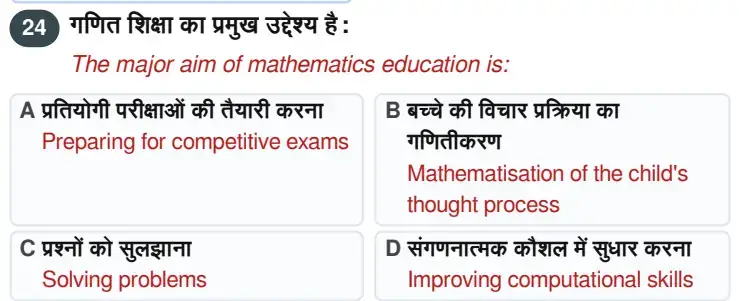 24 गणित शिक्षा का प्रमुख उद्देश्य है :
The major aim of mathematics education is:
A प्रतियोगी परीक्षाओं की तैयारी करना
Preparing for competitive exams
B बच्चे की विचार प्रक्रिया का
गणितीकरण
Mathematisation of the child's
thought process
C प्रश्नों को सुलझाना
Solving problems
D संगणनात्मक कौशल में सुधार करना
Improving computational skills